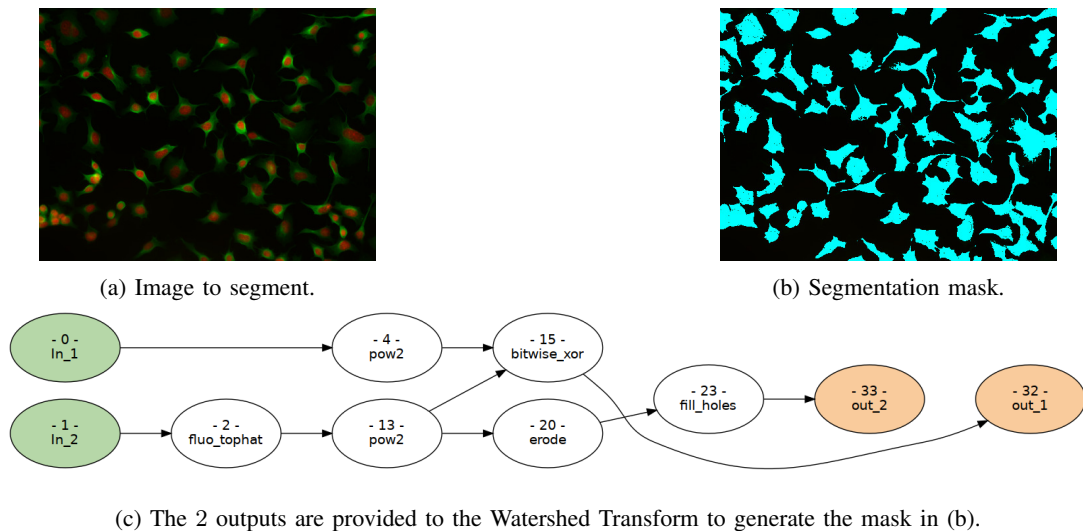 (a) Image to segment.
(b) Segmentation mask.
- 0 -
In_1
- 4 -
pow2
- 15 -
bitwise_xor
- 23 -
fill_holes
- 33 -
out_2
- 32 -
out_1
- 1 -
In_2
- 2 -
fluo_tophat
- 13 -
pow2
- 20 -
erode
(c) The 2 outputs are provided to the Watershed Transform to generate the mask in (b).